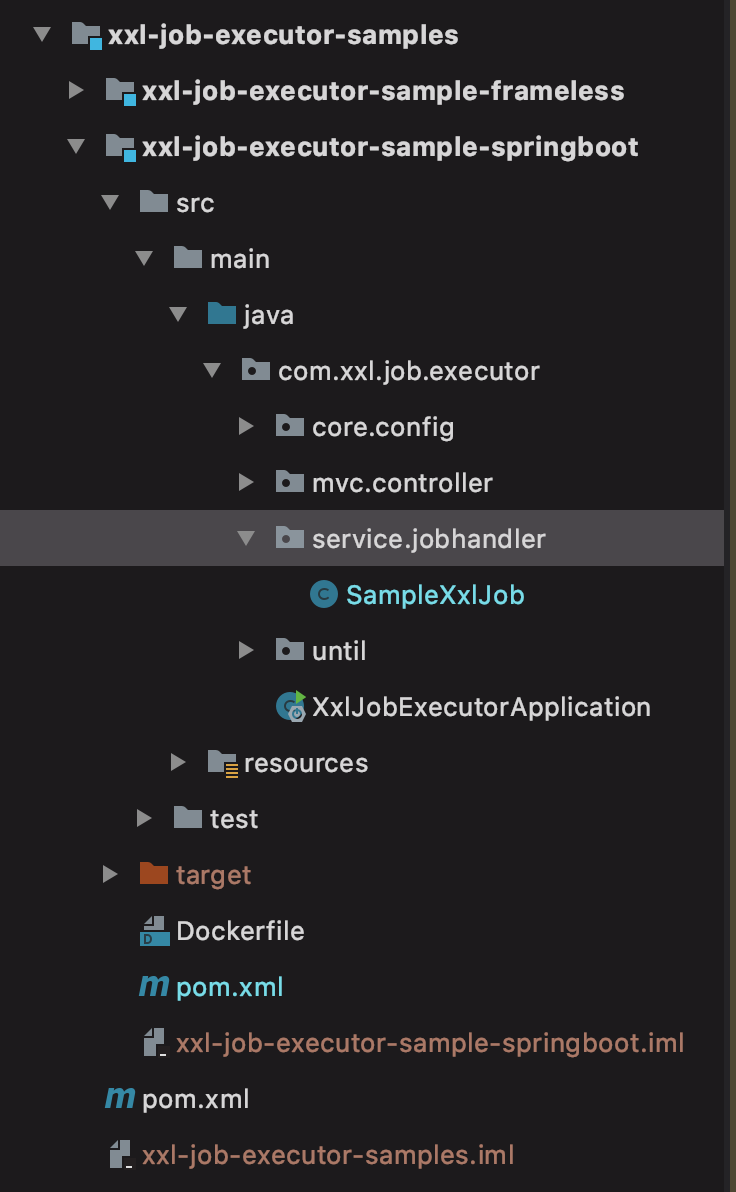 xxl-job-executor-samples
xxl-job-executor-sample-frameless
xxl-job-executor-sample-springboot
src
main
java
com.xxl.job.executor
core.config
mvc.controller
service.jobhandler
C SampleXxlJob
until
XxlJobExecutorApplication
resources
test
target
D Dockerfile
m pom.xml
xxl-job-executor-sample-springboot.iml
m pom.xml
xxl-job-executor-samples.iml